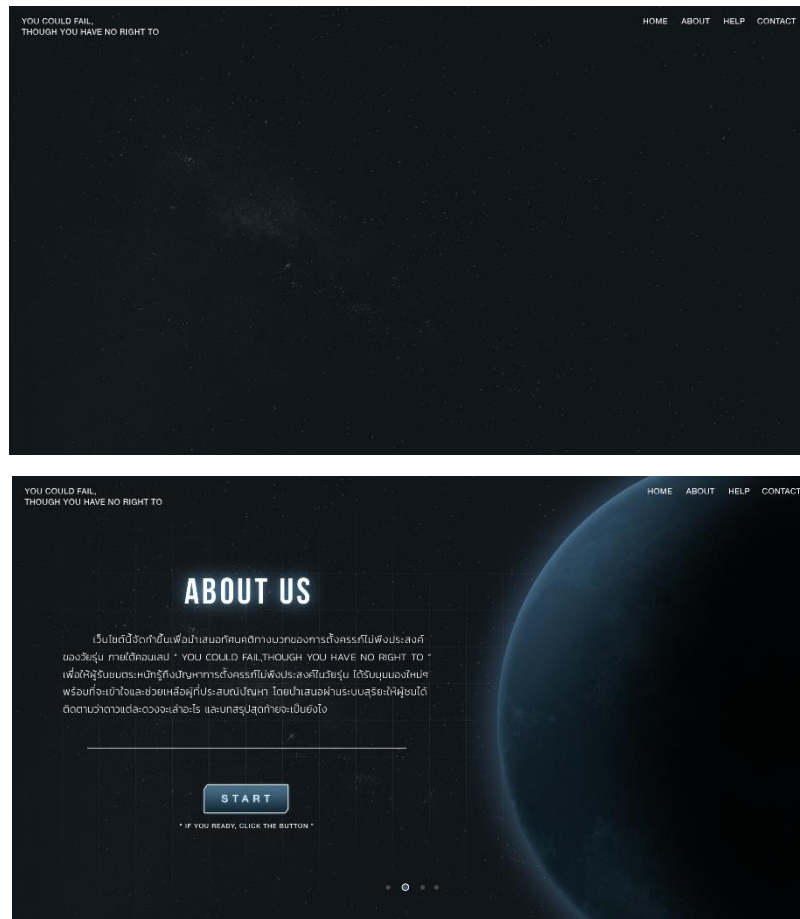 YOU COULD FAIL,
THOUGH YOU HAVE NO RIGHT TO
HOME ABOUT HELP CONTACT
YOU COULD FAIL,
THOUGH YOU HAVE NO RIGHT TO
HOME ABOUT HELP CONTACT
ABOUT US
เว็บไซต์นี้จัดทำขึ้นเพื่อนำเสนอทัศนคติทางบวกของการตั้งครรภ์ไม่พึงประสงค์
ของวัยรุ่น ภายใต้คอนเสป " YOU COULD FAIL,THOUGH YOU HAVE NO RIGHT TO "
เพื่อให้ผู้รับชมตระหนักรู้ถึงปัญหาการตั้งครรภ์ไม่พึงประสงค์ในวัยรุ่น ได้รับมุมมองใหม่ๆ
พร้อมที่จะเข้าใจและช่วยเหลือผู้ที่ประสบณ์ปัญหา โดยนำเสนอผ่านระบบสุริยะให้ผู้ชมได้
ติดตามว่าดาวแต่ละดวงจะเล่าอะไร และบทสรุปสุดท้ายจะเป็นยังไง
START
" IF YOU READY, CLICK THE BUTTON "